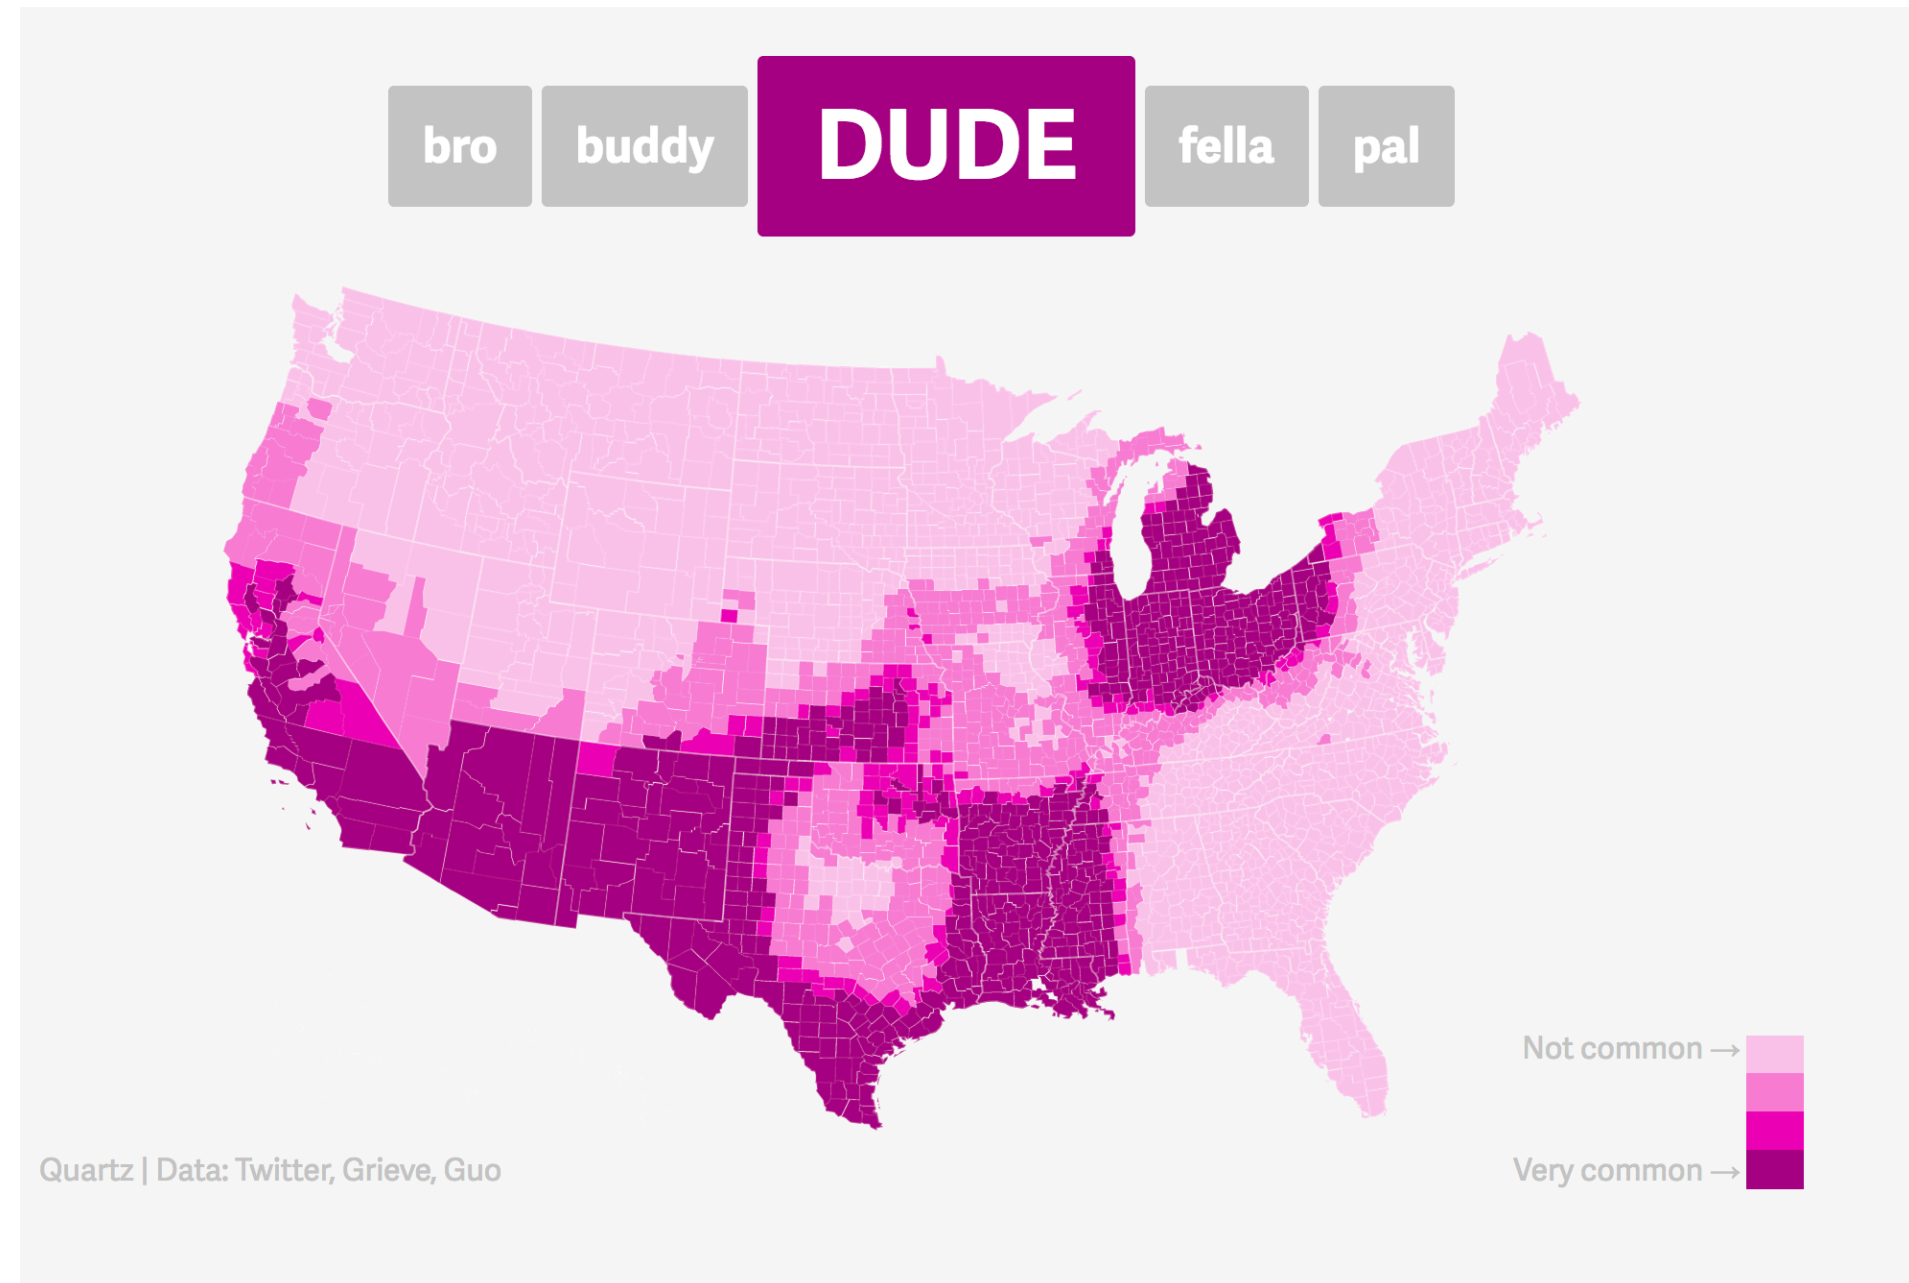 bro buddy DUDE fella pal
Not common →
Very common →
Quartz | Data: Twitter, Grieve, Guo